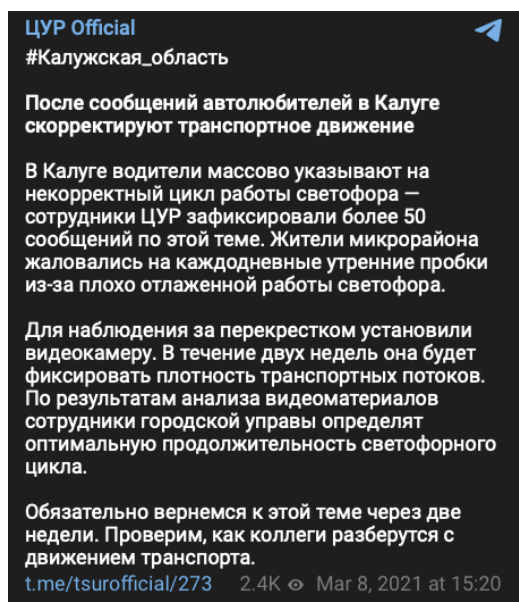 ЦУР Official
#Калужская_область
После сообщений автолюбителей в Калуге
скорректируют транспортное движение
В Калуге водители массово указывают на
некорректный цикл работы светофора —
сотрудники ЦУР зафиксировали более 50
сообщений по этой теме. Жители микрорайона
жаловались на каждодневные утренние пробки
из-за плохо отлаженной работы светофора.
Для наблюдения за перекрестком установили
видеокамеру. В течение двух недель она будет
фиксировать плотность транспортных потоков.
По результатам анализа видеоматериалов
сотрудники городской управы определят
оптимальную продолжительность светофорного
цикла.
Обязательно вернемся к этой теме через две
недели. Проверим, как коллеги разберутся с
движением транспорта.
t.me/tsurofficial/273 2.4K Mar 8, 2021 at 15:20